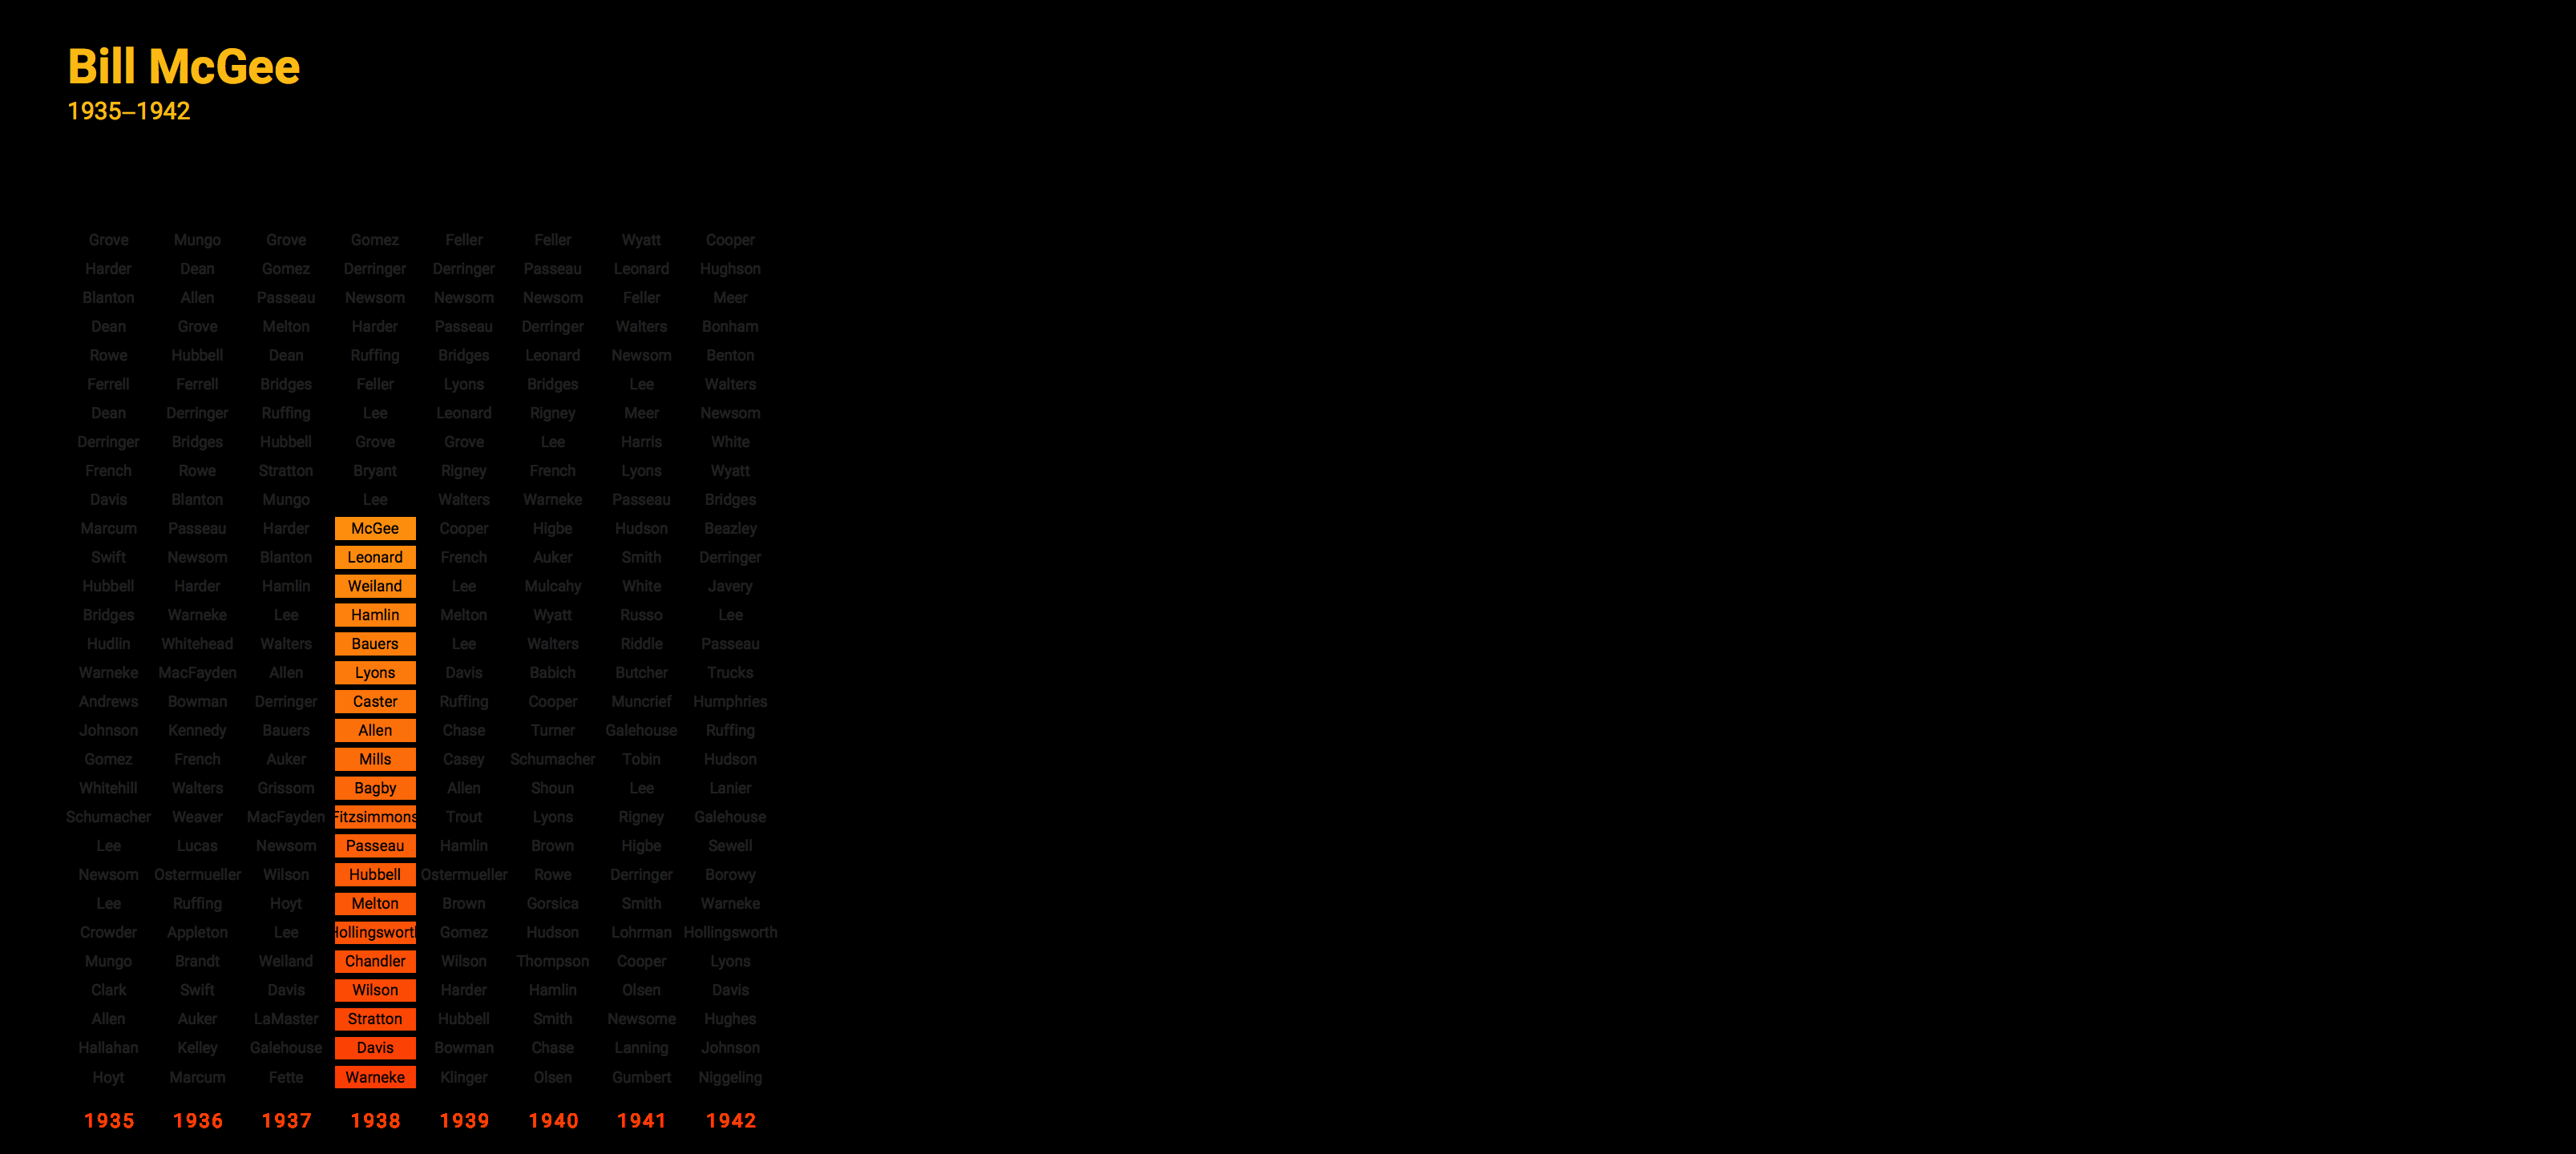 Bill McGee
1935–1942
Grove Mungo Grove Gomez Feller Feller Wyatt Cooper
Harder Dean Gomez Derringer Derringer Passeau Leonard Hughson
Blanton Allen Passeau Newsom Newsom Newsom Feller Meer
Dean Grove Melton Harder Passeau Derringer Walters Bonham
Rowe Hubbell Dean Ruffing Bridges Leonard Newsom Benton
Ferrell Ferrell Bridges Feller Lyons Bridges Lee Walters
Dean Derringer Ruffing Lee Leonard Rigney Meer Newsom
Derringer Bridges Hubbell Grove Grove Lee Harris White
French Rowe Stratton Bryant Rigney French Lyons Wyatt
Davis Blanton Mungo Lee Walters Warneke Passeau Bridges
Marcum Passeau Harder McGee Cooper Higbe Hudson Beazley
Swift Newsom Blanton Leonard French Auker Smith Derringer
Hubbell Harder Hamlin Weiland Lee Mulcahy White Javery
Bridges Warneke Lee Hamlin Melton Wyatt Russo Lee
Hudlin Whitehead Walters Bauers Lee Walters Riddle Passeau
Warneke MacFayden Allen Lyons Davis Babich Butcher Trucks
Andrews Bowman Derringer Caster Ruffing Cooper Muncrief Humphries
Johnson Kennedy Bauers Allen Chase Turner Galehouse Ruffing
Gomez French Auker Mills Casey Schumacher Tobin Hudson
Whitehill Walters Grissom Bagby Allen Shoun Lee Lanier
Schumacher Weaver MacFayden Fitzsimmons Trout Lyons Rigney Galehouse
Lee Lucas Newsom Passeau Hamlin Brown Higbe Sewell
Newsom Ostermueller Wilson Hubbell Ostermueller Rowe Derringer Borowy
Lee Ruffing Hoyt Melton Brown Gorsica Smith Warneke
Crowder Appleton Lee Hollingsworth Gomez Hudson Lohrman Hollingsworth
Mungo Brandt Weiland Chandler Wilson Thompson Cooper Lyons
Clark Swift Davis Wilson Harder Hamlin Olsen Davis
Allen Auker LaMaster Stratton Hubbell Smith Newsome Hughes
Hallahan Kelley Galehouse Davis Bowman Chase Lanning Johnson
Hoyt Marcum Fette Warneke Klinger Olsen Gumbert Niggeling
1935 1936 1937 1938 1939 1940 1941 1942